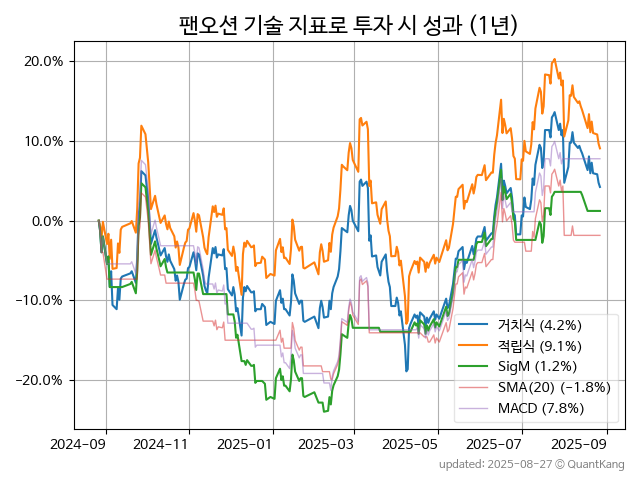 팬오션 기술 지표로 투자 시 성과 (1년)
20.0%
10.0%
0.0%
−10.0%
−20.0%
거치식 (4.2%)
적립식 (9.1%)
SigM (1.2%)
SMA(20) (−1.8%)
MACD (7.8%)
2024-09 2024-11 2025-01 2025-03 2025-05 2025-07 2025-09
updated: 2025-08-27 © QuantKang